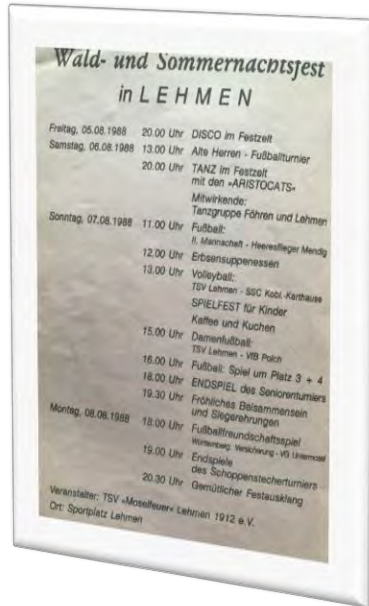 Wald- und Sommernachtsfest
in LEHMEN
Freitag, 05.08.1988 20.00 Uhr DISCO im Festzelt
Samstag, 06.08.1988 13.00 Uhr Alte Herren - Fußballturnier
20.00 Uhr TANZ im Festzelt
mit den »ARISTOCATS«
Mitwirkende:
Tanzgruppe Föhren und Lehmen
Sonntag, 07.08.1988 11.00 Uhr Fußball:
II. Mannschaft - Heeresflieger Mendig
12.00 Uhr Erbsensuppenessen
13.00 Uhr Volleyball:
TSV Lehmen - SSC Kobl.-Karthause
SPIELFEST für Kinder
Kaffee und Kuchen
15.00 Uhr Damenfußball:
TSV Lehmen - VfB Polch
16.00 Uhr Fußball: Spiel um Platz 3 + 4
18.00 Uhr ENDSPIEL des Seniorenturniers
19.30 Uhr Fröhliches Beisammensein
und Siegerehrungen
Montag, 08.08.1988 18.00 Uhr Fußballfreundschaftsspiel
Württemberg. Versicherung - VG Untermosel
19.00 Uhr Endspiele
des Schoppenstecherturniers
20.30 Uhr Gemütlicher Festausklang
Veranstalter: TSV »Moselfeuer« Lehmen 1912 e.V.
Ort: Sportplatz Lehmen